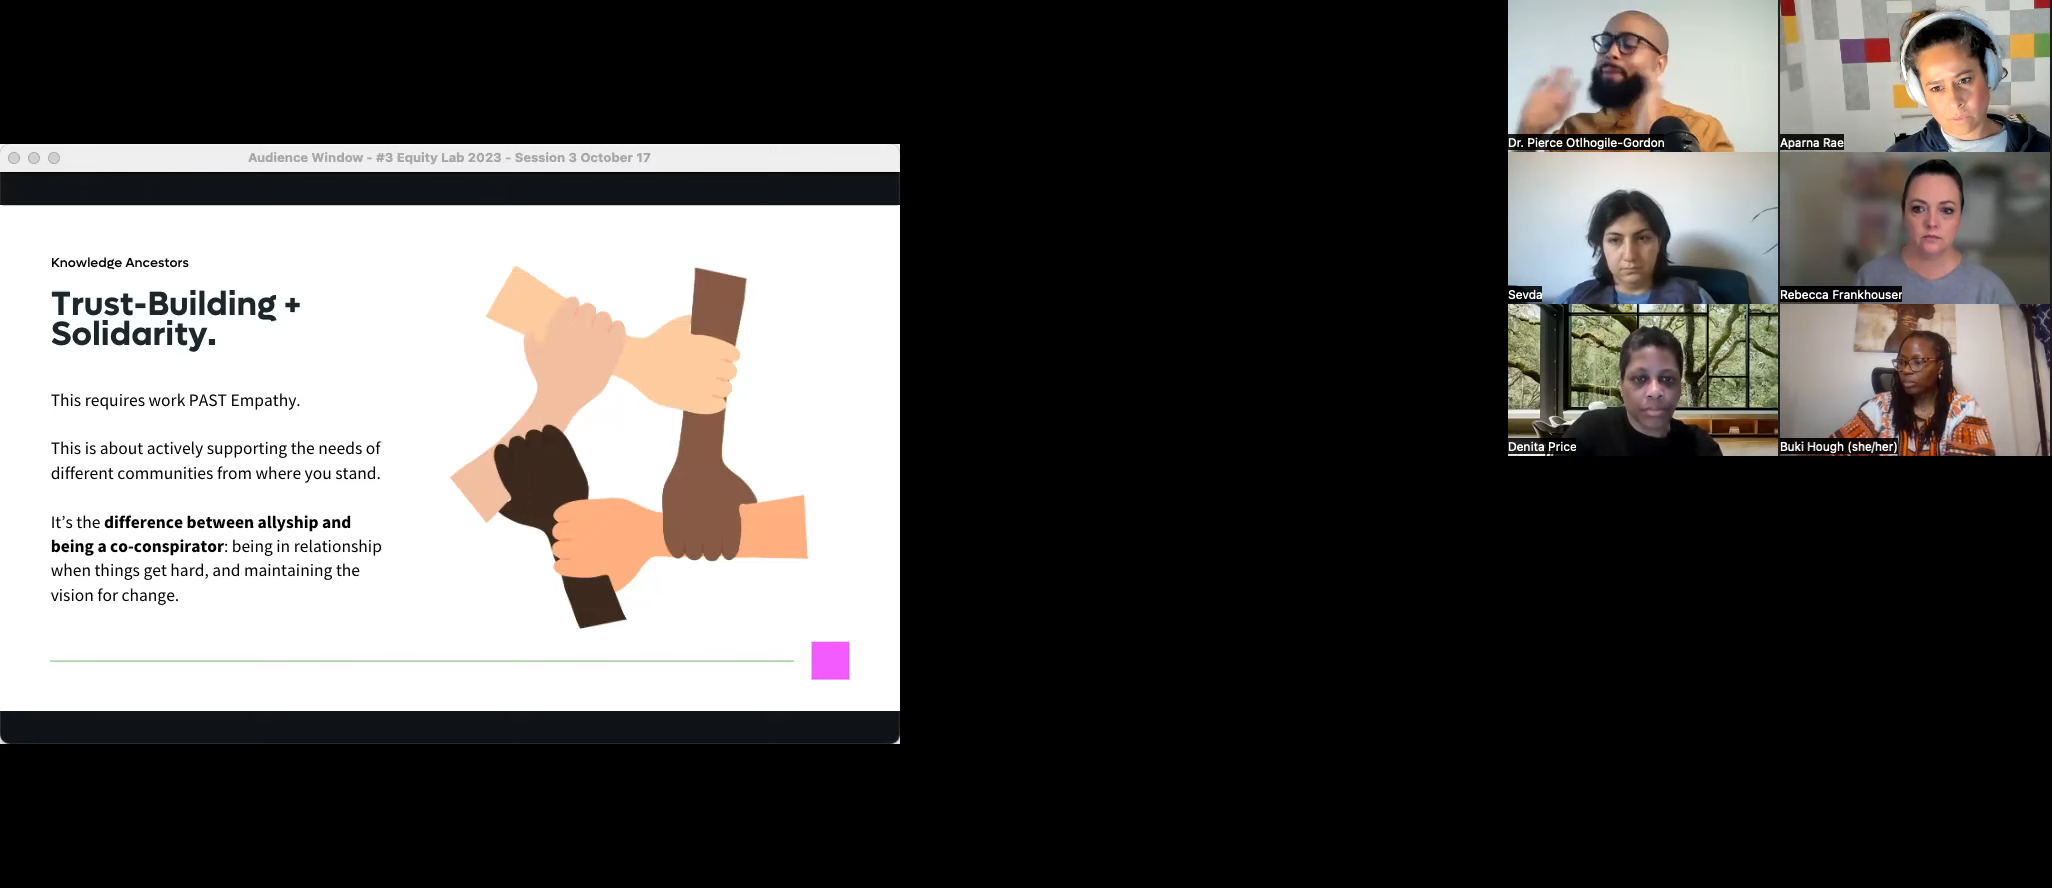 Audience Window - #3 Equity Lab 2023 - Session 3 October 17
Knowledge Ancestors
Trust-Building +
Solidarity.
This requires work PAST Empathy.
This is about actively supporting the needs of
different communities from where you stand.
It’s the difference between allyship and
being a co-conspirator: being in relationship
when things get hard, and maintaining the
vision for change.
Dr. Pierce Otlhogile-Gordon
Aparna Rae
Sevda
Rebecca Frankhouser
Denita Price
Buki Hough (she/her)